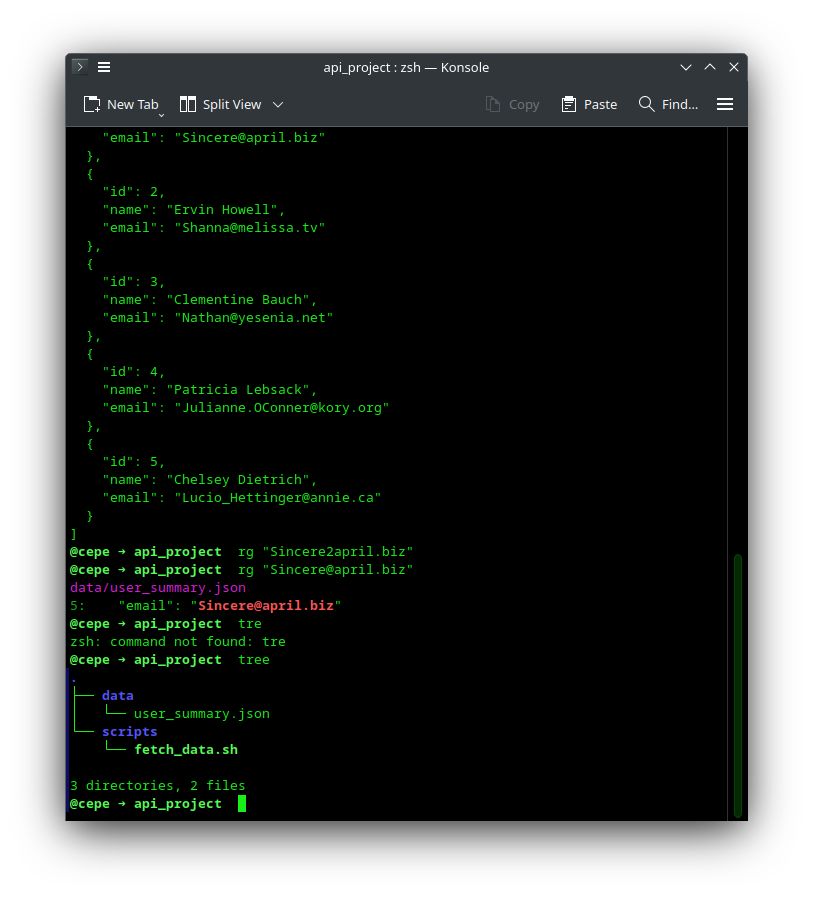 api_project : zsh — Konsole
New Tab Split View Copy Paste Find...
    "email": "Sincere@april.biz"
  },
  {
    "id": 2,
    "name": "Ervin Howell",
    "email": "Shanna@melissa.tv"
  },
  {
    "id": 3,
    "name": "Clementine Bauch",
    "email": "Nathan@yesenia.net"
  },
  {
    "id": 4,
    "name": "Patricia Lebsack",
    "email": "Julianne.OConner@kory.org"
  },
  {
    "id": 5,
    "name": "Chelsey Dietrich",
    "email": "Lucio_Hettinger@annie.ca"
  }
]
@cepe → api_project  rg "Sincere2april.biz"
@cepe → api_project  rg "Sincere@april.biz"
data/user_summary.json
5:    "email": "Sincere@april.biz"
@cepe → api_project  tre
zsh: command not found: tre
@cepe → api_project  tree
.
├── data
│   └── user_summary.json
└── scripts
    └── fetch_data.sh

3 directories, 2 files
@cepe → api_project